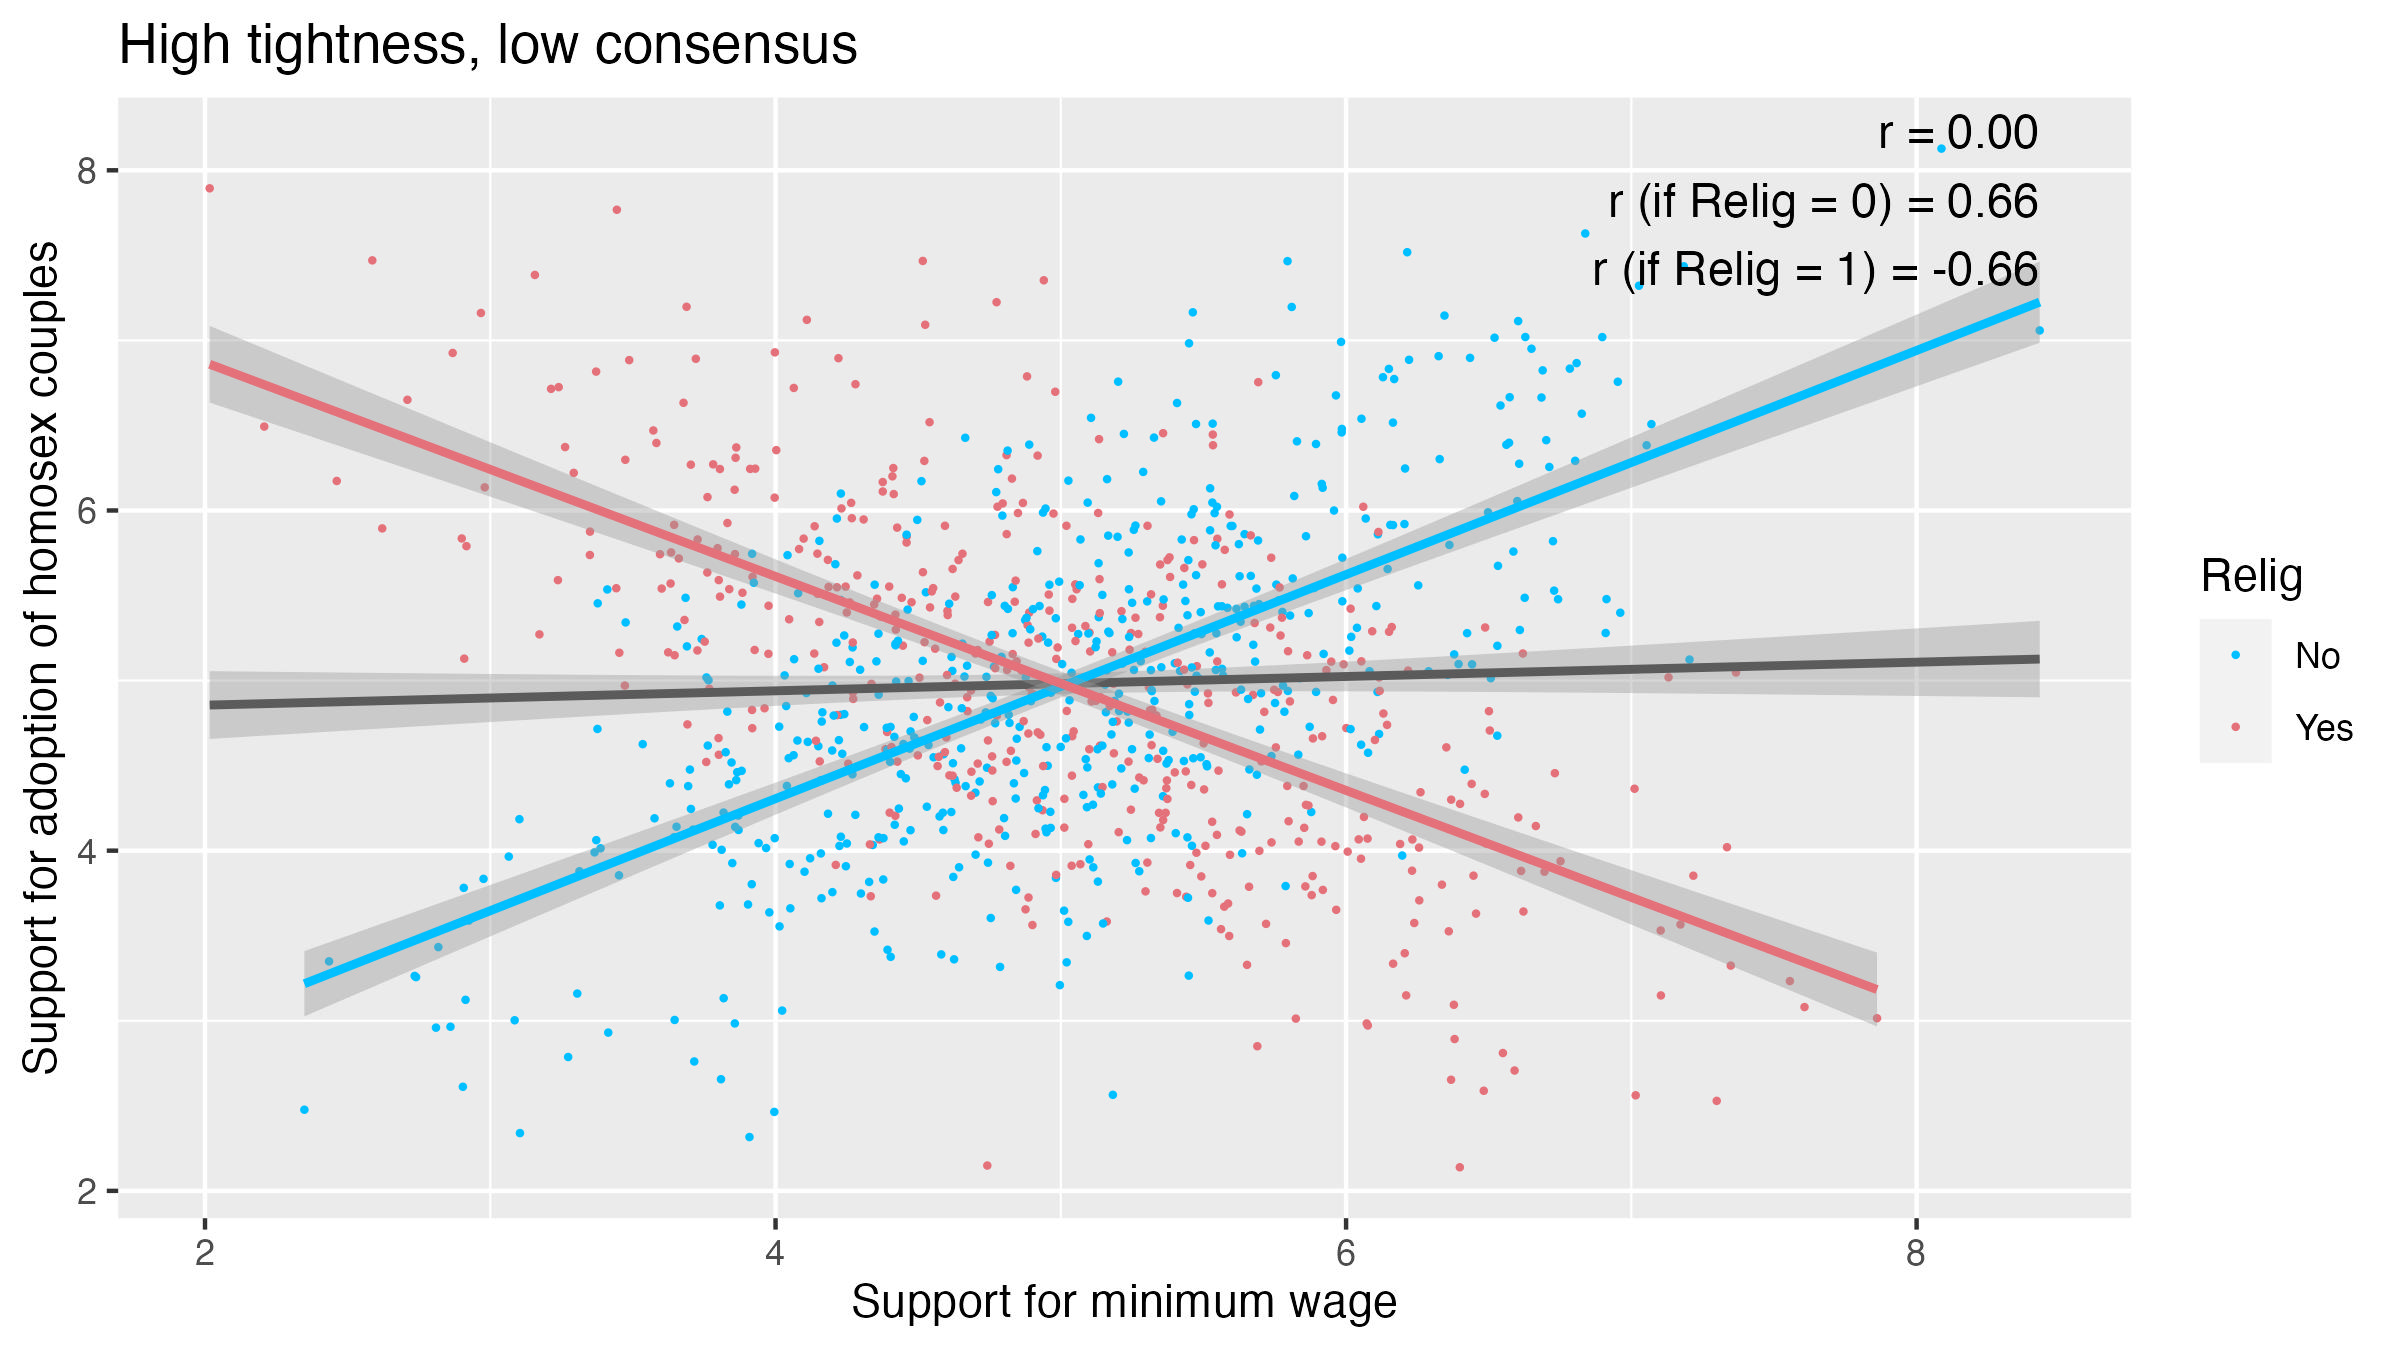 High tightness, low consensus
r = 0.00
r (if Relig = 0) = 0.66
r (if Relig = 1) = -0.66
Support for adoption of homosex couples
8
6
4
2
2 4 6 8
Support for minimum wage
Relig
No
Yes